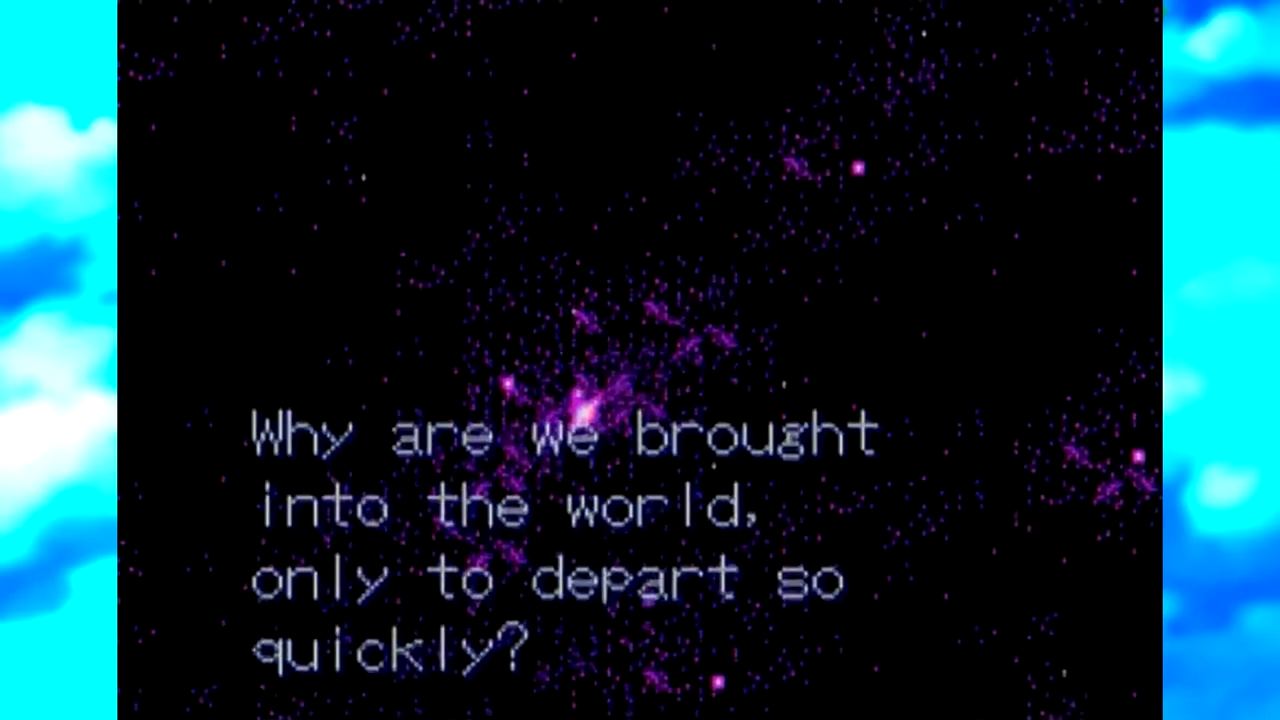 Why are we brought
into the world,
only to depart so
quickly?